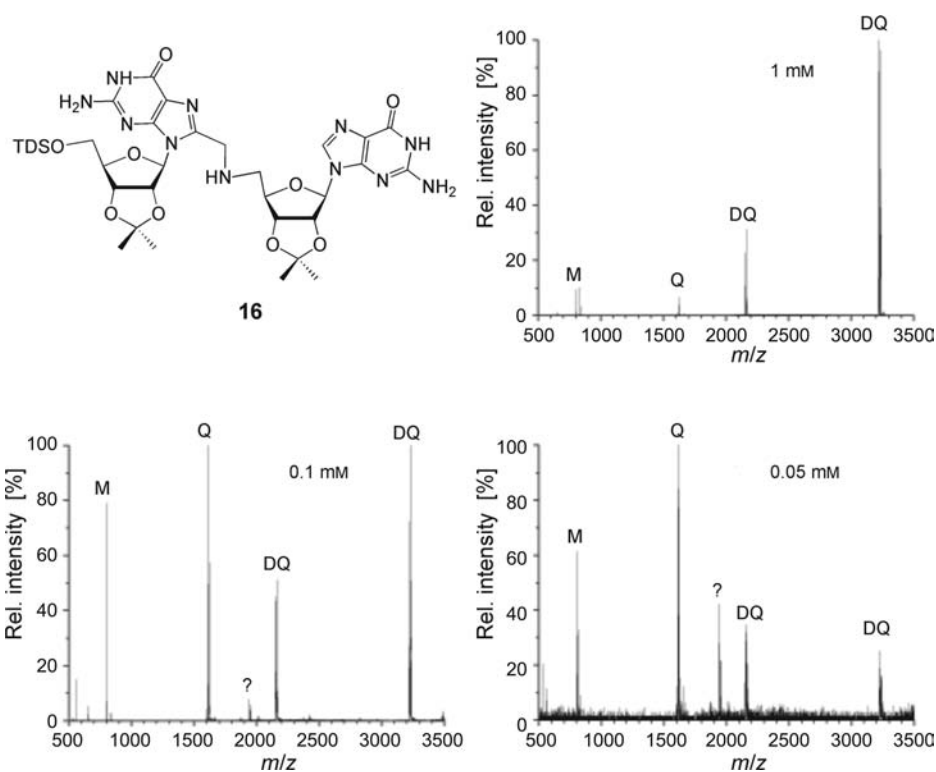 O
NH
N
H2N
N
N
TDSO
O
HN
O
O
16
N
O
NH
N
N
NH2
O
O
O
Rel. intensity [%]
100
80
60
40
20
0
500 1000 1500 2000 2500 3000 3500
m/z
1 mM
M
Q
DQ
DQ
Rel. intensity [%]
100
80
60
40
20
0
500 1000 1500 2000 2500 3000 3500
m/z
0.1 mM
M
Q
?
DQ
DQ
Rel. intensity [%]
100
80
60
40
20
0
500 1000 1500 2000 2500 3000 3500
m/z
0.05 mM
M
Q
?
DQ
DQ